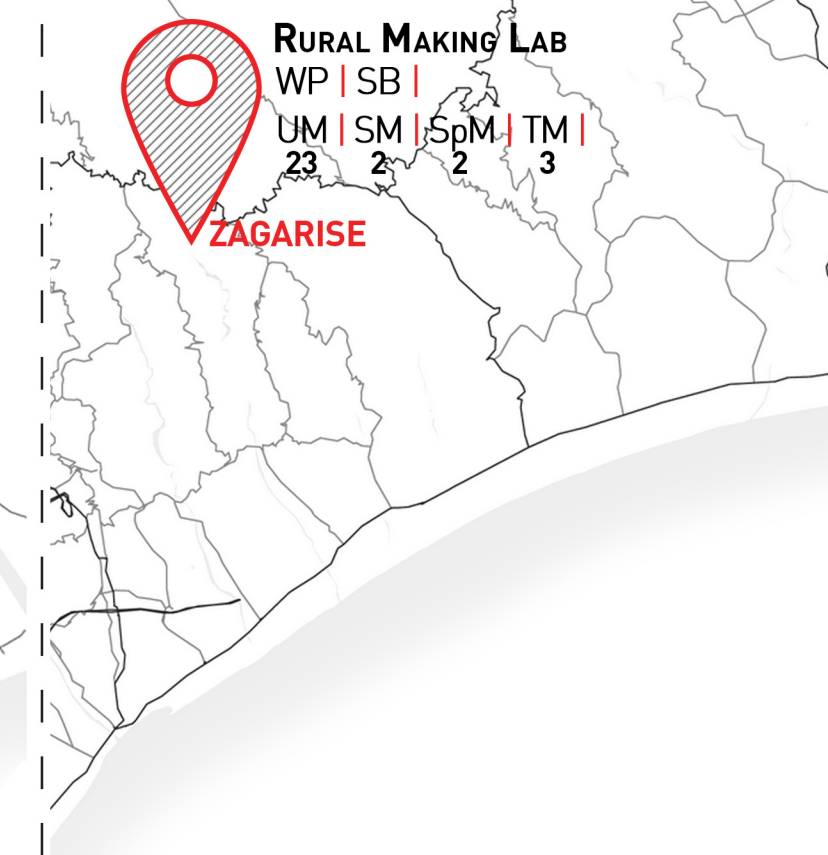 Rural Making Lab
WP | SB |
UM | SM | SpM | TM |
23 2 2 3
ZAGARISE